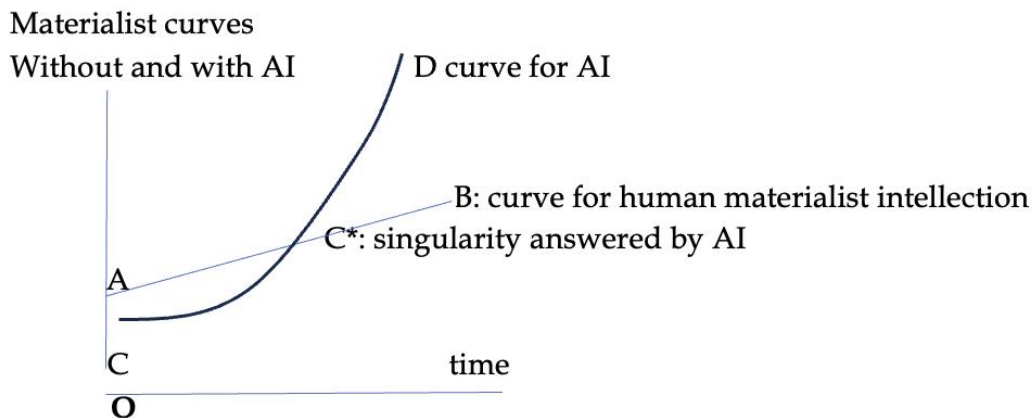 Materialist curves
Without and with AI
D curve for AI
B: curve for human materialist intellection
C*: singularity answered by AI
A
C
time
O